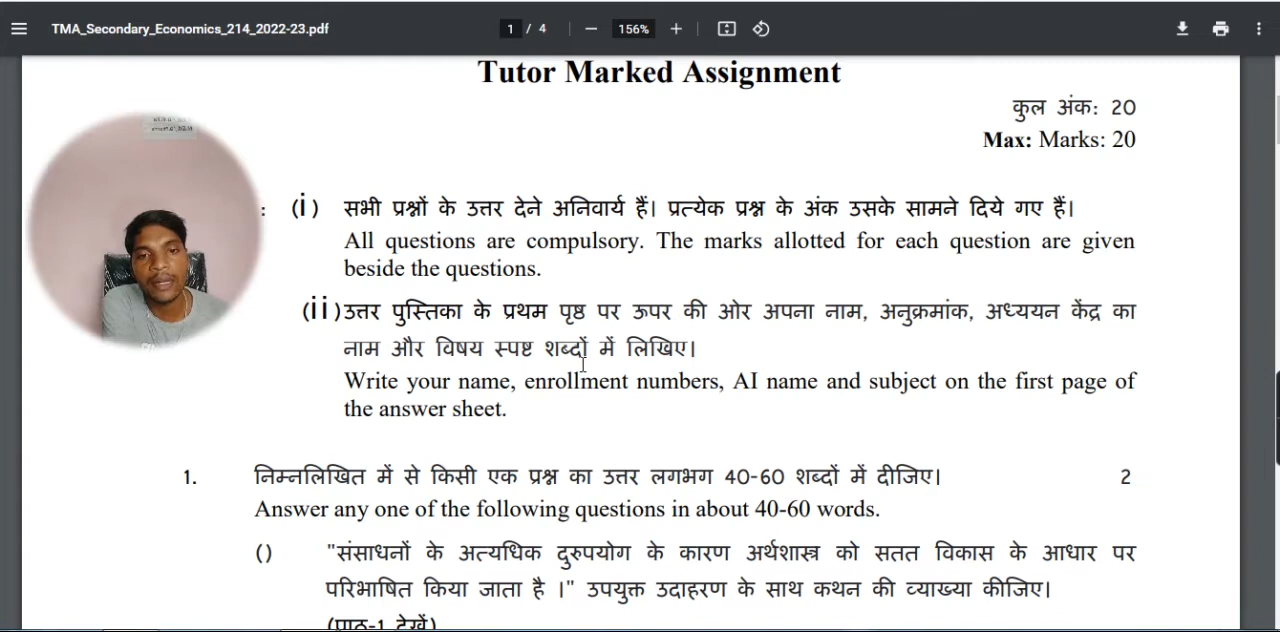 TMA_Secondary_Economics_214_2022-23.pdf
1 / 4
156%
Tutor Marked Assignment
कुल अंक: 20
Max: Marks: 20
: (i) सभी प्रश्नों के उत्तर देने अनिवार्य हैं। प्रत्येक प्रश्न के अंक उसके सामने दिये गए हैं।
All questions are compulsory. The marks allotted for each question are given
beside the questions.
(ii) उत्तर पुस्तिका के प्रथम पृष्ठ पर ऊपर की ओर अपना नाम, अनुक्रमांक, अध्ययन केंद्र का
नाम और विषय स्पष्ट शब्दों में लिखिए।
Write your name, enrollment numbers, AI name and subject on the first page of
the answer sheet.
1. निम्नलिखित में से किसी एक प्रश्न का उत्तर लगभग 40-60 शब्दों में दीजिए। 2
Answer any one of the following questions in about 40-60 words.
() "संसाधनों के अत्यधिक दुरुपयोग के कारण अर्थशास्त्र को सतत विकास के आधार पर
परिभाषित किया जाता है ।" उपयुक्त उदाहरण के साथ कथन की व्याख्या कीजिए।
(पाठ-1 देखें)